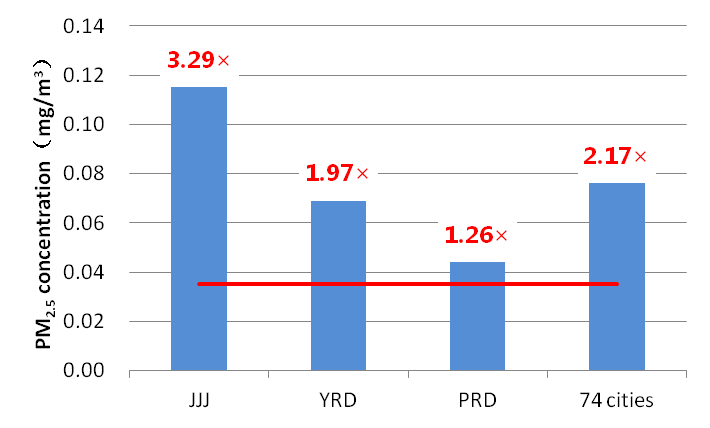 0.14
0.12
0.10
0.08
0.06
0.04
0.02
0.00
PM2.5 concentration（mg/m³）
3.29×
1.97×
1.26×
2.17×
JJJ
YRD
PRD
74 cities